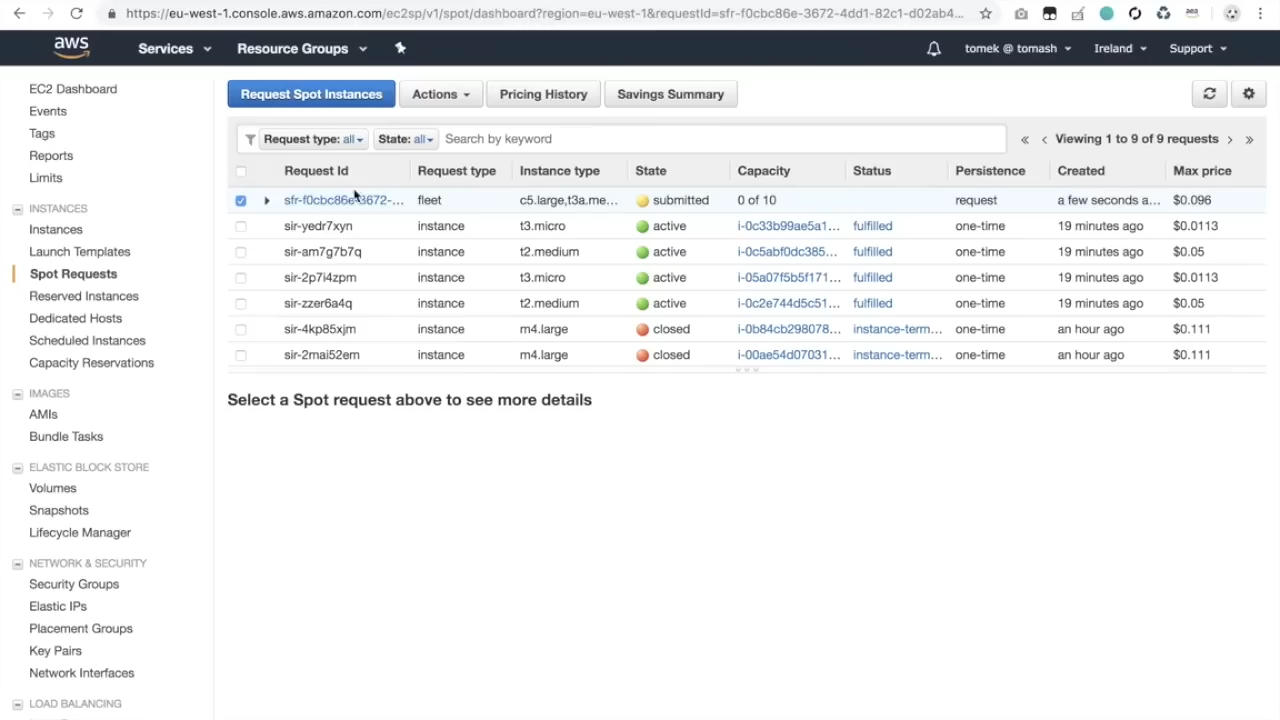 https://eu-west-1.console.aws.amazon.com/ec2sp/v1/spot/dashboard?region=eu-west-1&requestId=sfr-f0cbc86e-3672-4dd1-82c1-d02ab4...
aws Services Resource Groups tomek @ tomash Ireland Support
EC2 Dashboard
Events
Tags
Reports
Limits
INSTANCES
Instances
Launch Templates
Spot Requests
Reserved Instances
Dedicated Hosts
Scheduled Instances
Capacity Reservations
IMAGES
AMIs
Bundle Tasks
ELASTIC BLOCK STORE
Volumes
Snapshots
Lifecycle Manager
NETWORK & SECURITY
Security Groups
Elastic IPs
Placement Groups
Key Pairs
Network Interfaces
LOAD BALANCING
Request Spot Instances Actions Pricing History Savings Summary
Request type: all State: all Search by keyword « ‹ Viewing 1 to 9 of 9 requests › »
Request Id Request type Instance type State Capacity Status Persistence Created Max price
sfr-f0cbc86e-3672-... fleet c5.large,t3a.me... submitted 0 of 10 request a few seconds a... $0.096
sir-yedr7xyn instance t3.micro active i-0c33b99ae5a1... fulfilled one-time 19 minutes ago $0.0113
sir-am7g7b7q instance t2.medium active i-0c5abf0dc385... fulfilled one-time 19 minutes ago $0.05
sir-2p7i4zpm instance t3.micro active i-05a07f5b5f171... fulfilled one-time 19 minutes ago $0.0113
sir-zzer6a4q instance t2.medium active i-0c2e744d5c51... fulfilled one-time 19 minutes ago $0.05
sir-4kp85xjm instance m4.large closed i-0b84cb298078... instance-term... one-time an hour ago $0.111
sir-2mai52em instance m4.large closed i-00ae54d07031... instance-term... one-time an hour ago $0.111
Select a Spot request above to see more details